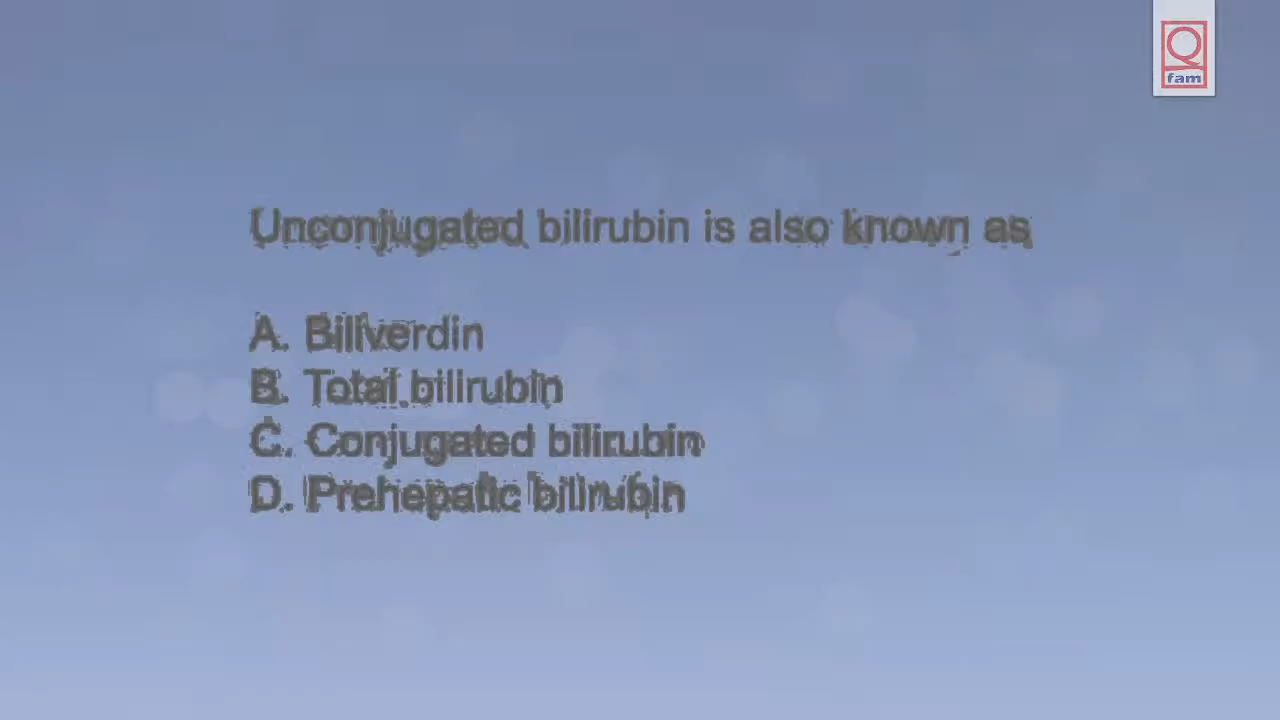 Q
fam
Unconjugated bilirubin is also known as
A. Biliverdin
B. Total bilirubin
C. Conjugated bilirubin
D. Prehepatic bilirubin